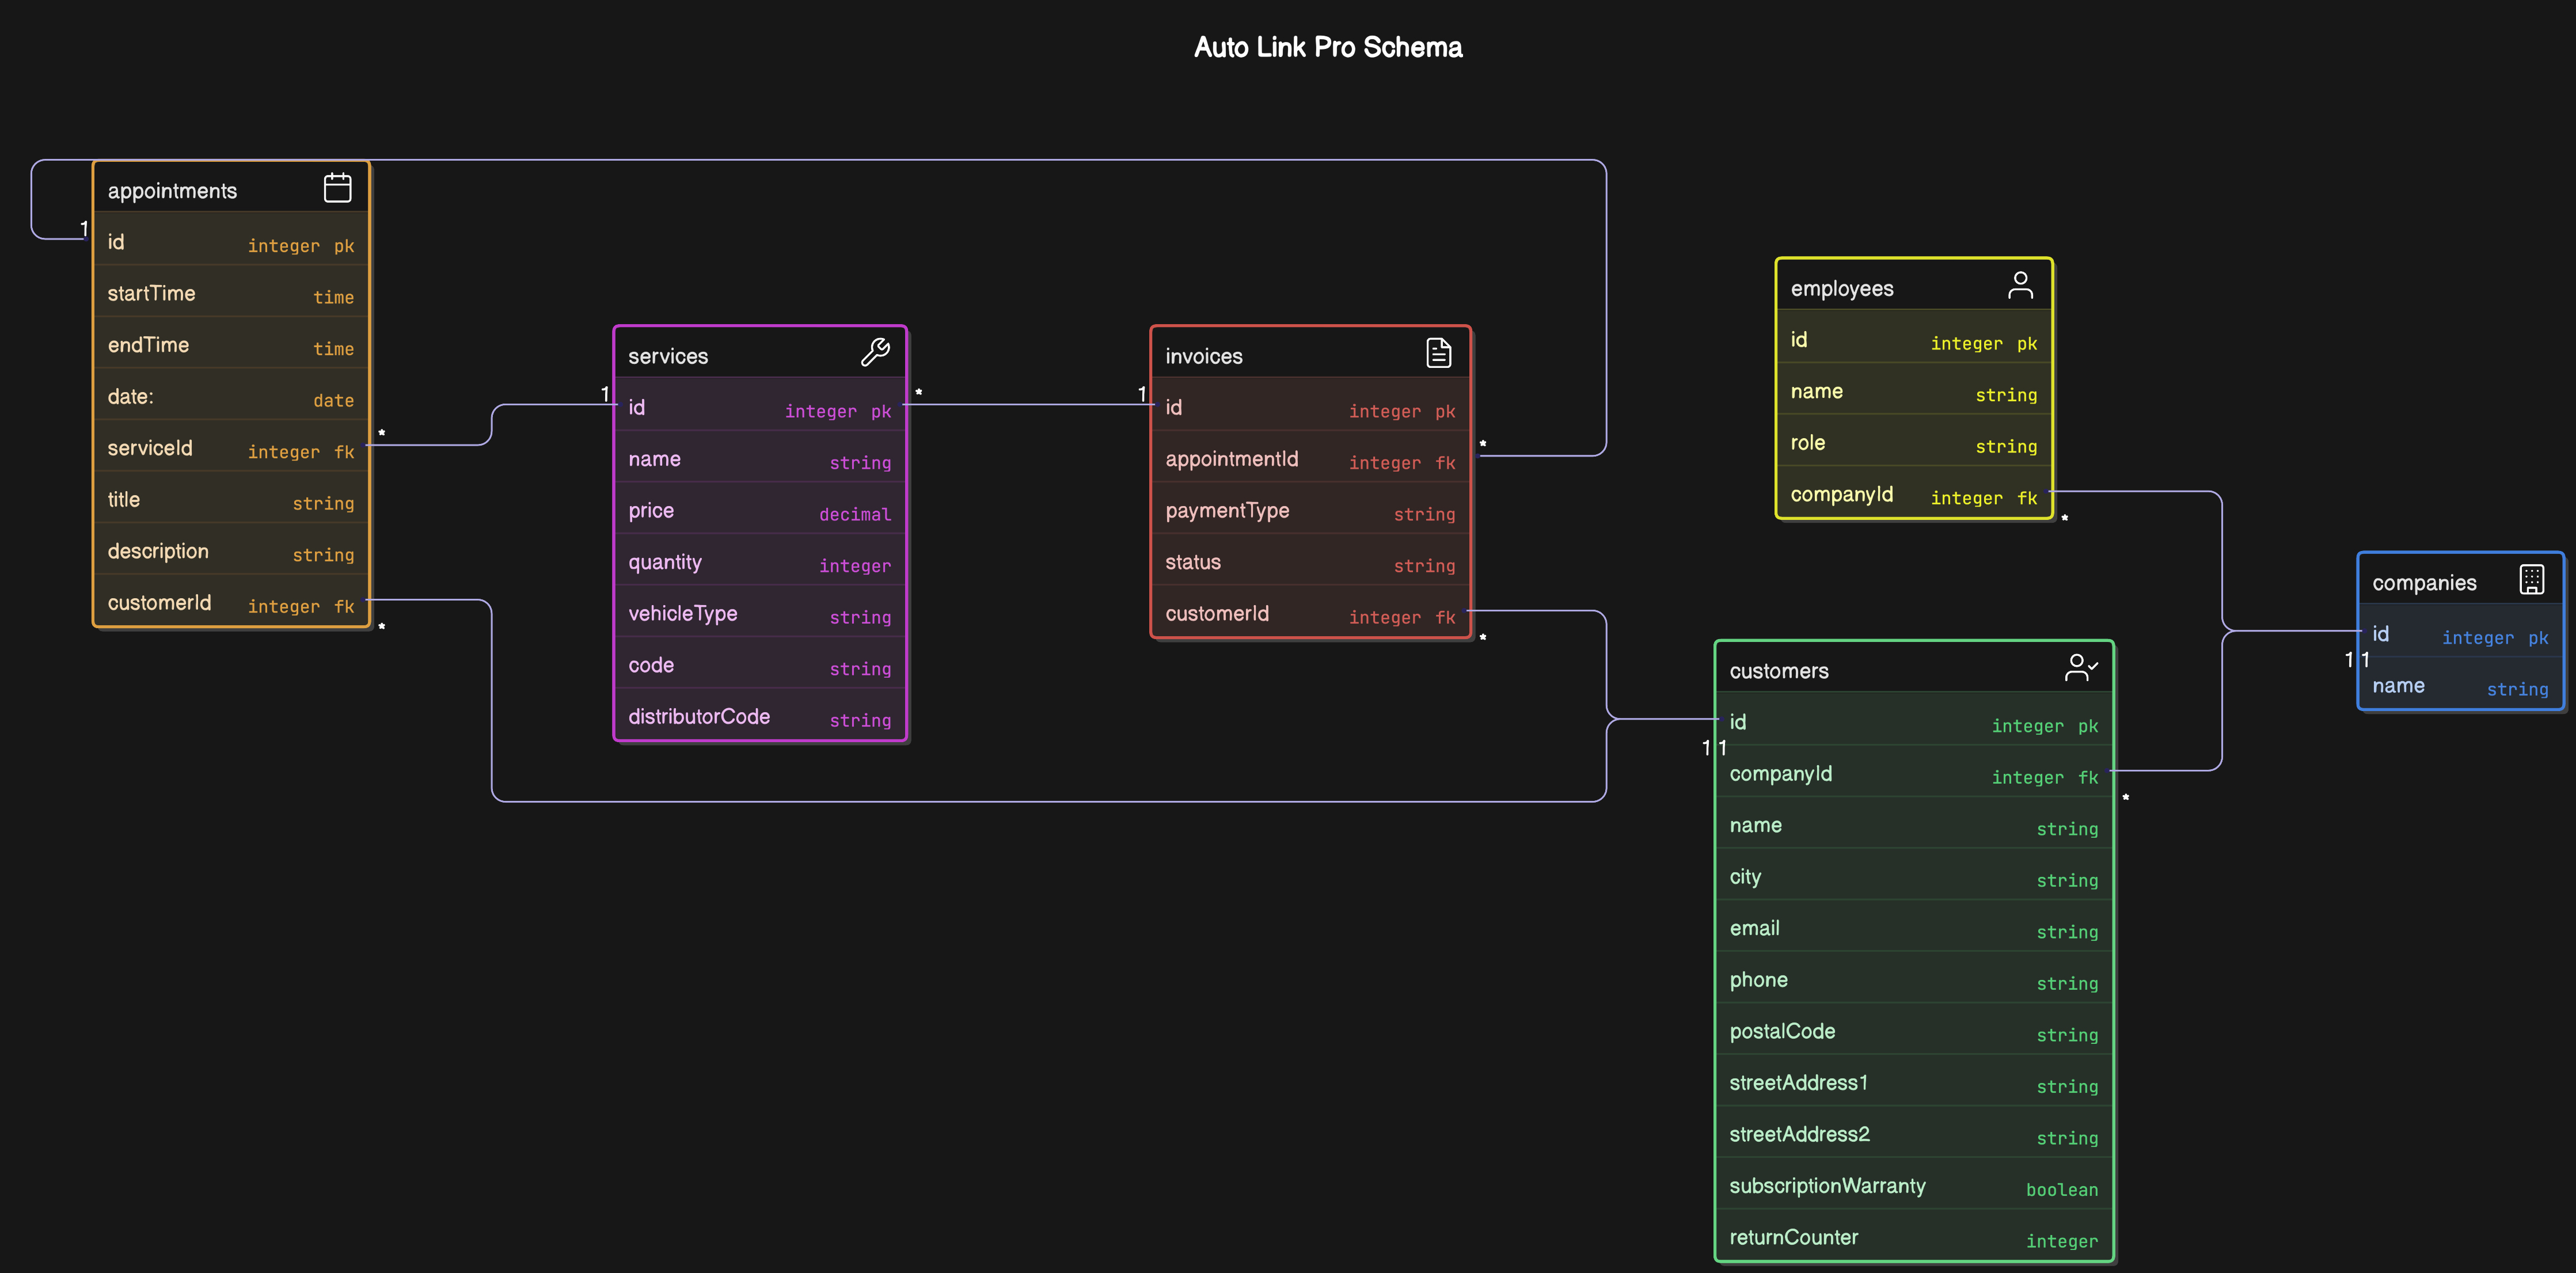 Auto Link Pro Schema
appointments
1
id integer pk
startTime time
endTime time
date: date
*
serviceId integer fk
title string
description string
customerId integer fk
*
services
1
*
id integer pk
name string
price decimal
quantity integer
vehicleType string
code string
distributorCode string
invoices
1
id integer pk
*
appointmentId integer fk
paymentType string
status string
customerId integer fk
*
employees
id integer pk
name string
role string
companyId integer fk
*
customers
id integer pk
1 1
companyId integer fk
*
name string
city string
email string
phone string
postalCode string
streetAddress1 string
streetAddress2 string
subscriptionWarranty boolean
returnCounter integer
companies
id integer pk
1 1
name string